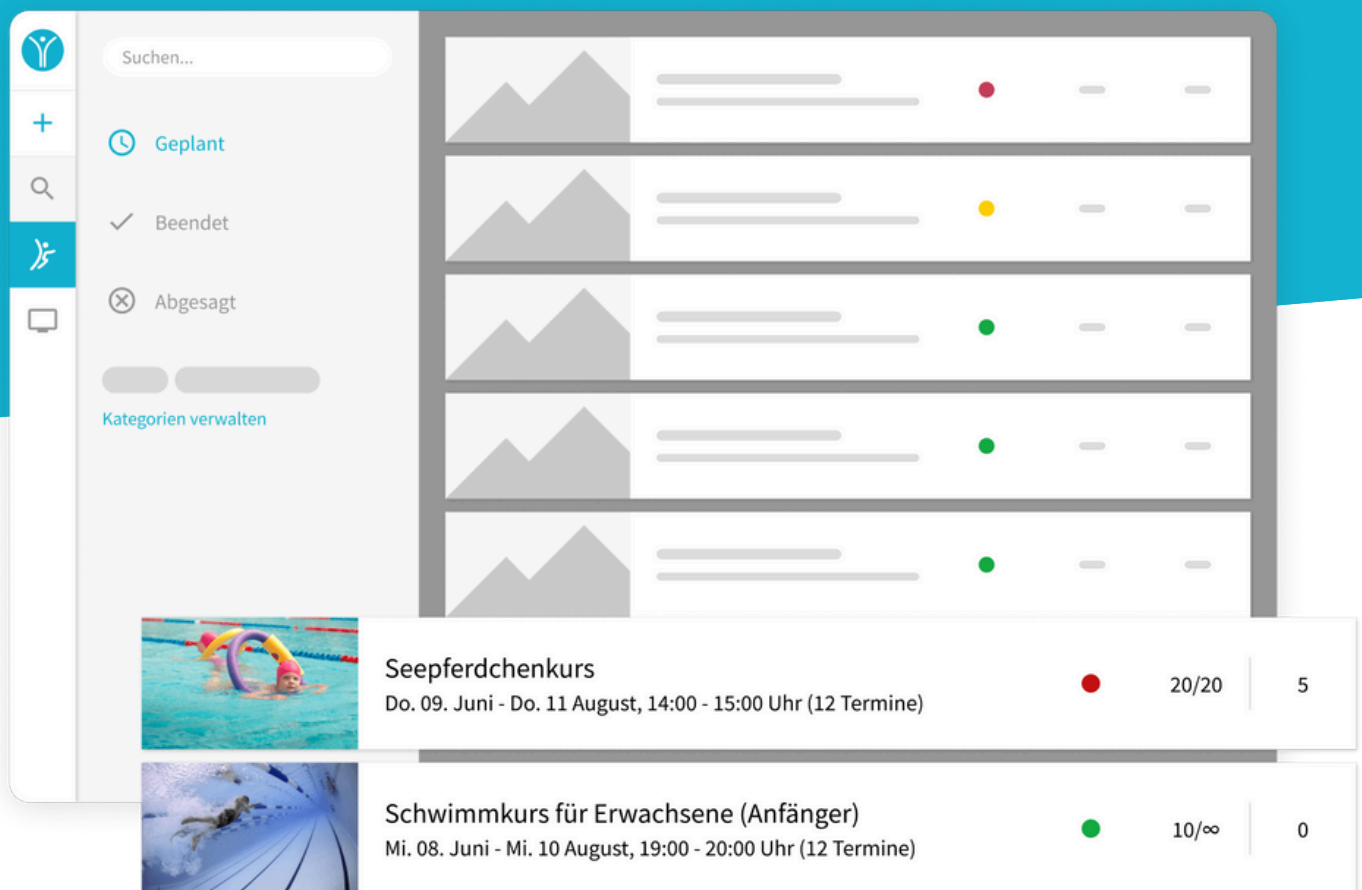 Suchen...
Geplant
Beendet
Abgesagt
Kategorien verwalten
Seepferdchenkurs
Do. 09. Juni - Do. 11 August, 14:00 - 15:00 Uhr (12 Termine)
20/20
5
Schwimmkurs für Erwachsene (Anfänger)
Mi. 08. Juni - Mi. 10 August, 19:00 - 20:00 Uhr (12 Termine)
10/∞
0